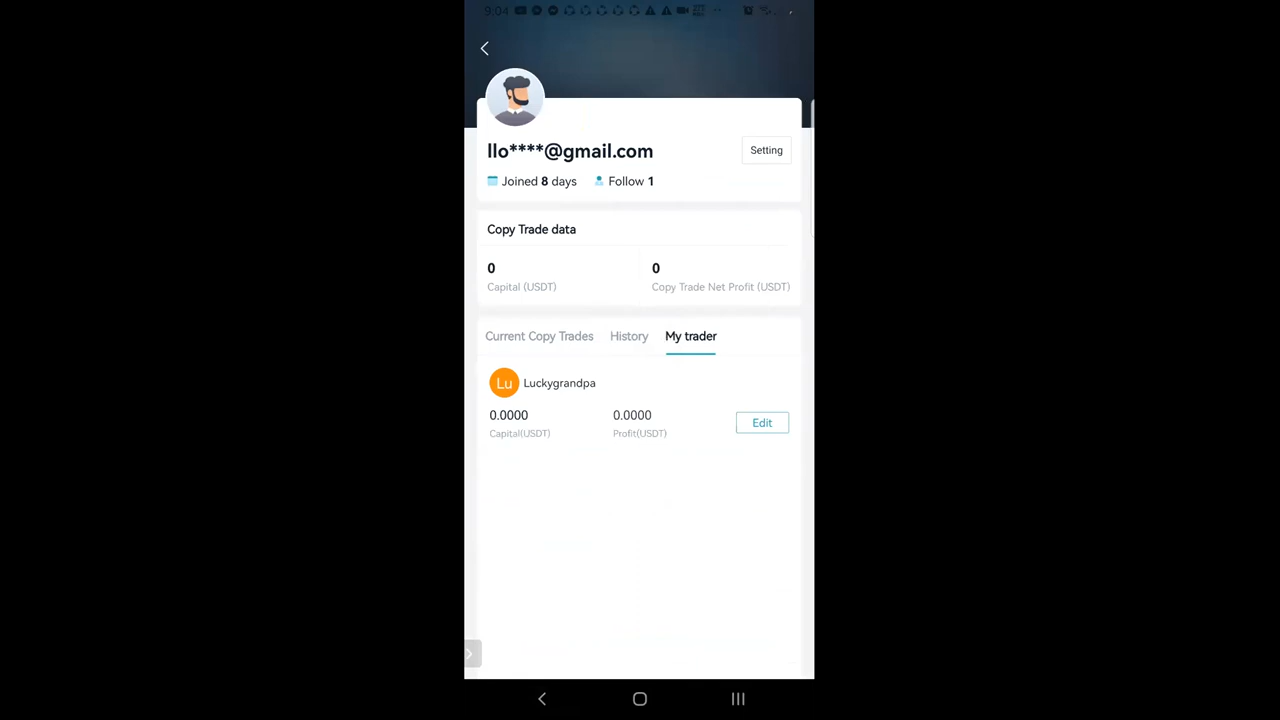 9:04
llo****@gmail.com
Setting
Joined 8 days Follow 1
Copy Trade data
0 0
Capital (USDT) Copy Trade Net Profit (USDT)
Current Copy Trades History My trader
Lu Luckygrandpa
0.0000 0.0000
Edit
Capital(USDT) Profit(USDT)